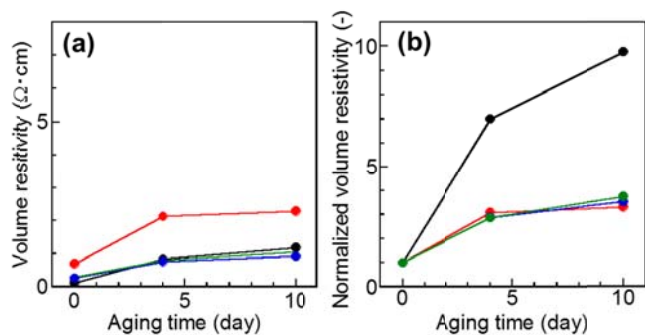 (a)
Volume resitivity (Ω·cm)
5
0
0
5
10
Aging time (day)
(b)
Normalized volume resistivity (-)
10
5
0
0
5
10
Aging time (day)